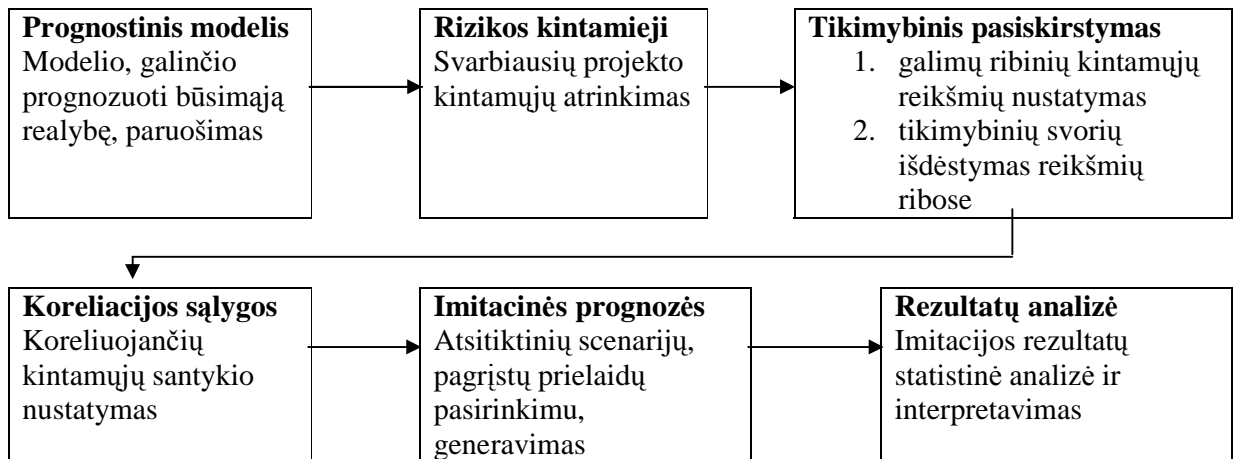 Prognostinis modelis
Modelio, galinčio
prognozuoti būsimąją
realybę, paruošimas
Rizikos kintamieji
Svarbiausių projekto
kintamųjų atrinkimas
Tikimybinis pasiskirstymas
1. galimų ribinių kintamųjų
reikšmių nustatymas
2. tikimybinių svorių
išdėstymas reikšmių
ribose
Koreliacijos sąlygos
Koreliuojančių
kintamųjų santykio
nustatymas
Imitacinės prognozės
Atsitiktinių scenarijų,
pagrįstų prielaidų
pasirinkimu,
generavimas
Rezultatų analizė
Imitacijos rezultatų
statistinė analizė ir
interpretavimas